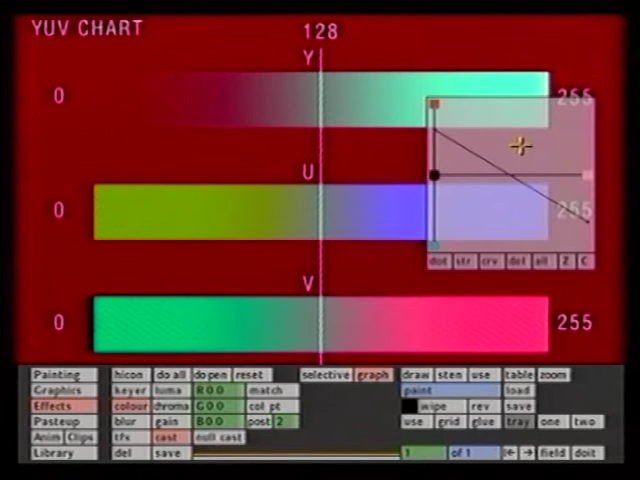 YUV CHART
128
Y
0 255
U
0 255
V
0 255
dot str crv del all Z C
Painting hicon do all do pen reset selective graph draw sten use table zoom
Graphics keyer luma R 0 0 match paint load
Effects colour chroma G 0 0 col pt wipe rev save
Pasteup blur gain B 0 0 post 2 use grid glue tray one two
Anim Clips tfx cast null cast
Library del save 1 of 1 field doit